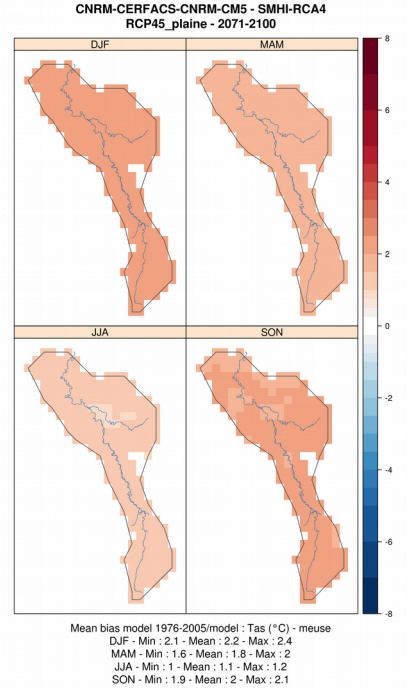 CNRM-CERFACS-CNRM-CM5 - SMHI-RCA4
RCP45_plaine - 2071-2100
DJF
MAM
JJA
SON
8
6
4
2
0
-2
-4
-6
-8
Mean bias model 1976-2005/model : Tas (°C) - meuse
DJF - Min : 2.1 - Mean : 2.2 - Max : 2.4
MAM - Min : 1.6 - Mean : 1.8 - Max : 2
JJA - Min : 1 - Mean : 1.1 - Max : 1.2
SON - Min : 1.9 - Mean : 2 - Max : 2.1